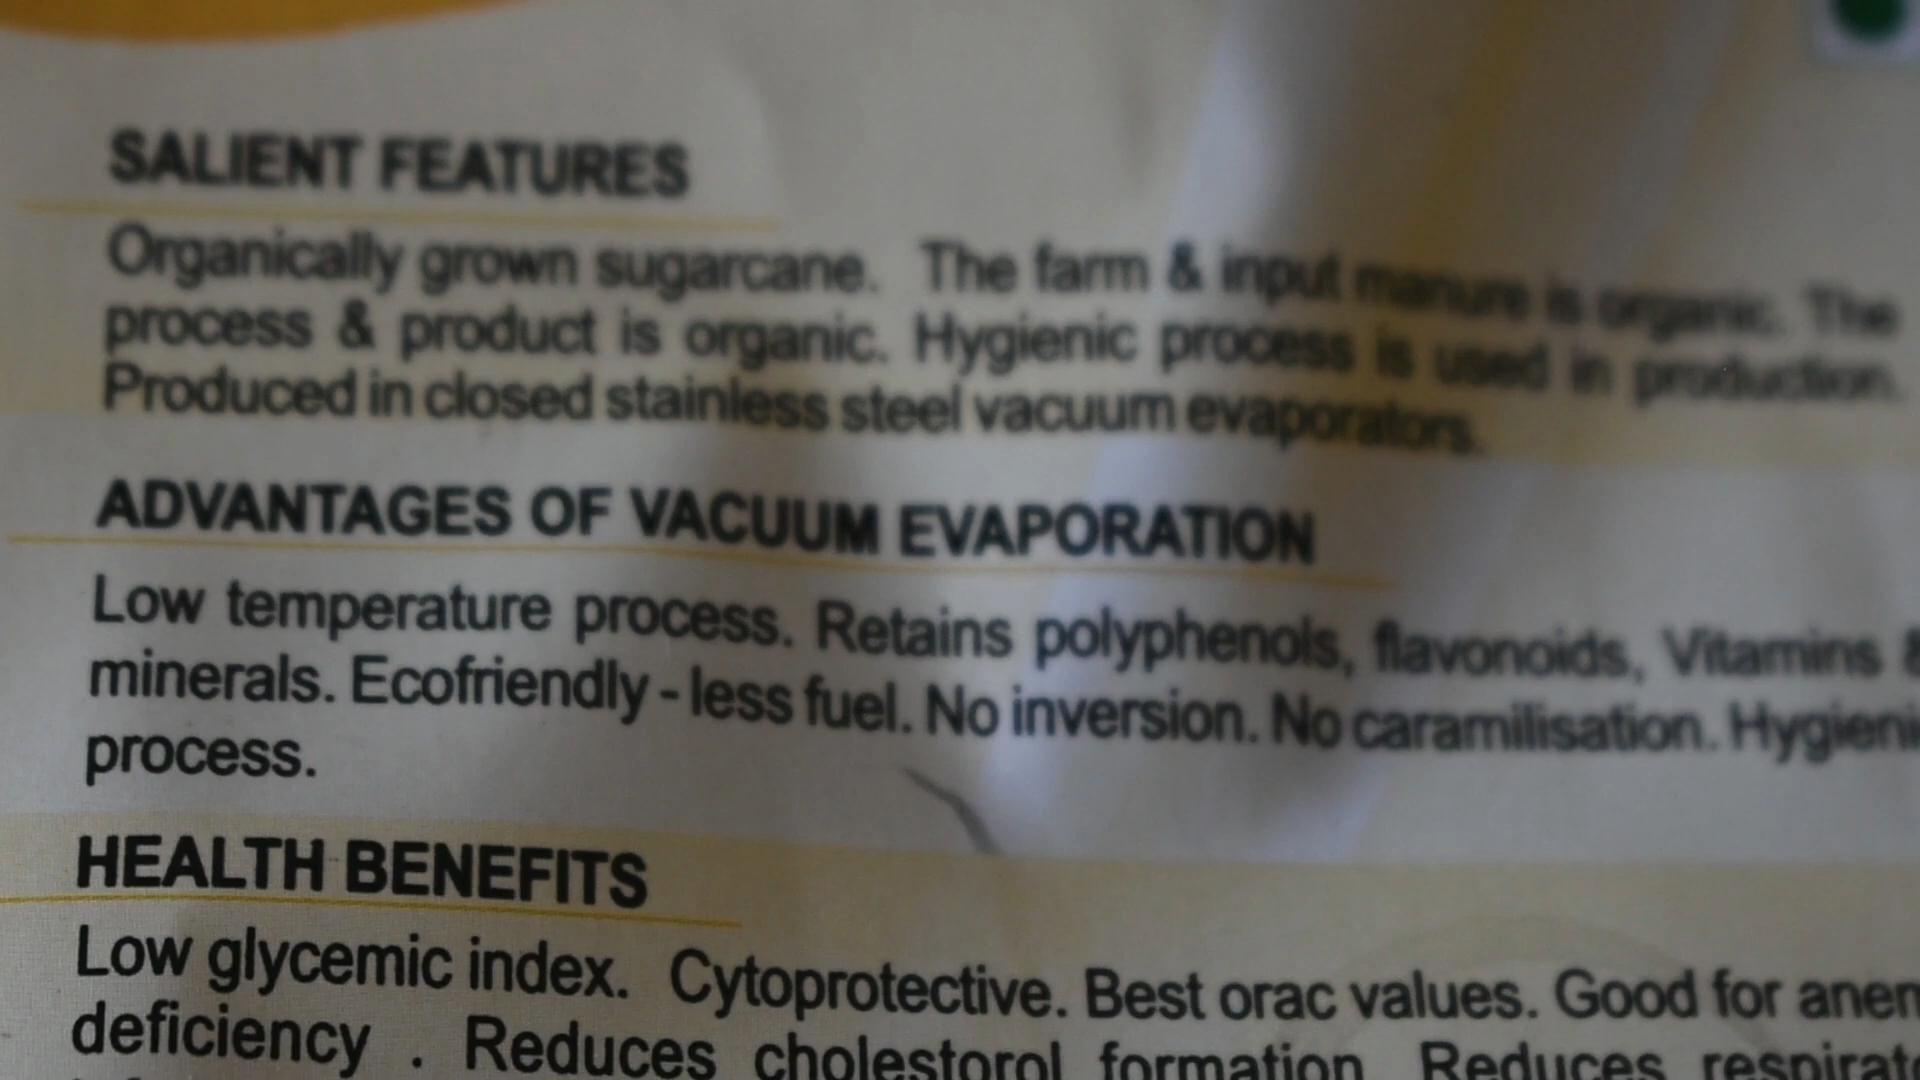 SALIENT FEATURES
Organically grown sugarcane. The farm & input manure is organic. The
process & product is organic. Hygienic process is used in production.
Produced in closed stainless steel vacuum evaporators.
ADVANTAGES OF VACUUM EVAPORATION
Low temperature process. Retains polyphenols, flavonoids, Vitamins &
minerals. Ecofriendly - less fuel. No inversion. No caramilisation. Hygieni
process.
HEALTH BENEFITS
Low glycemic index. Cytoprotective. Best orac values. Good for anem
deficiency . Reduces cholestorol formation Reduces respirato